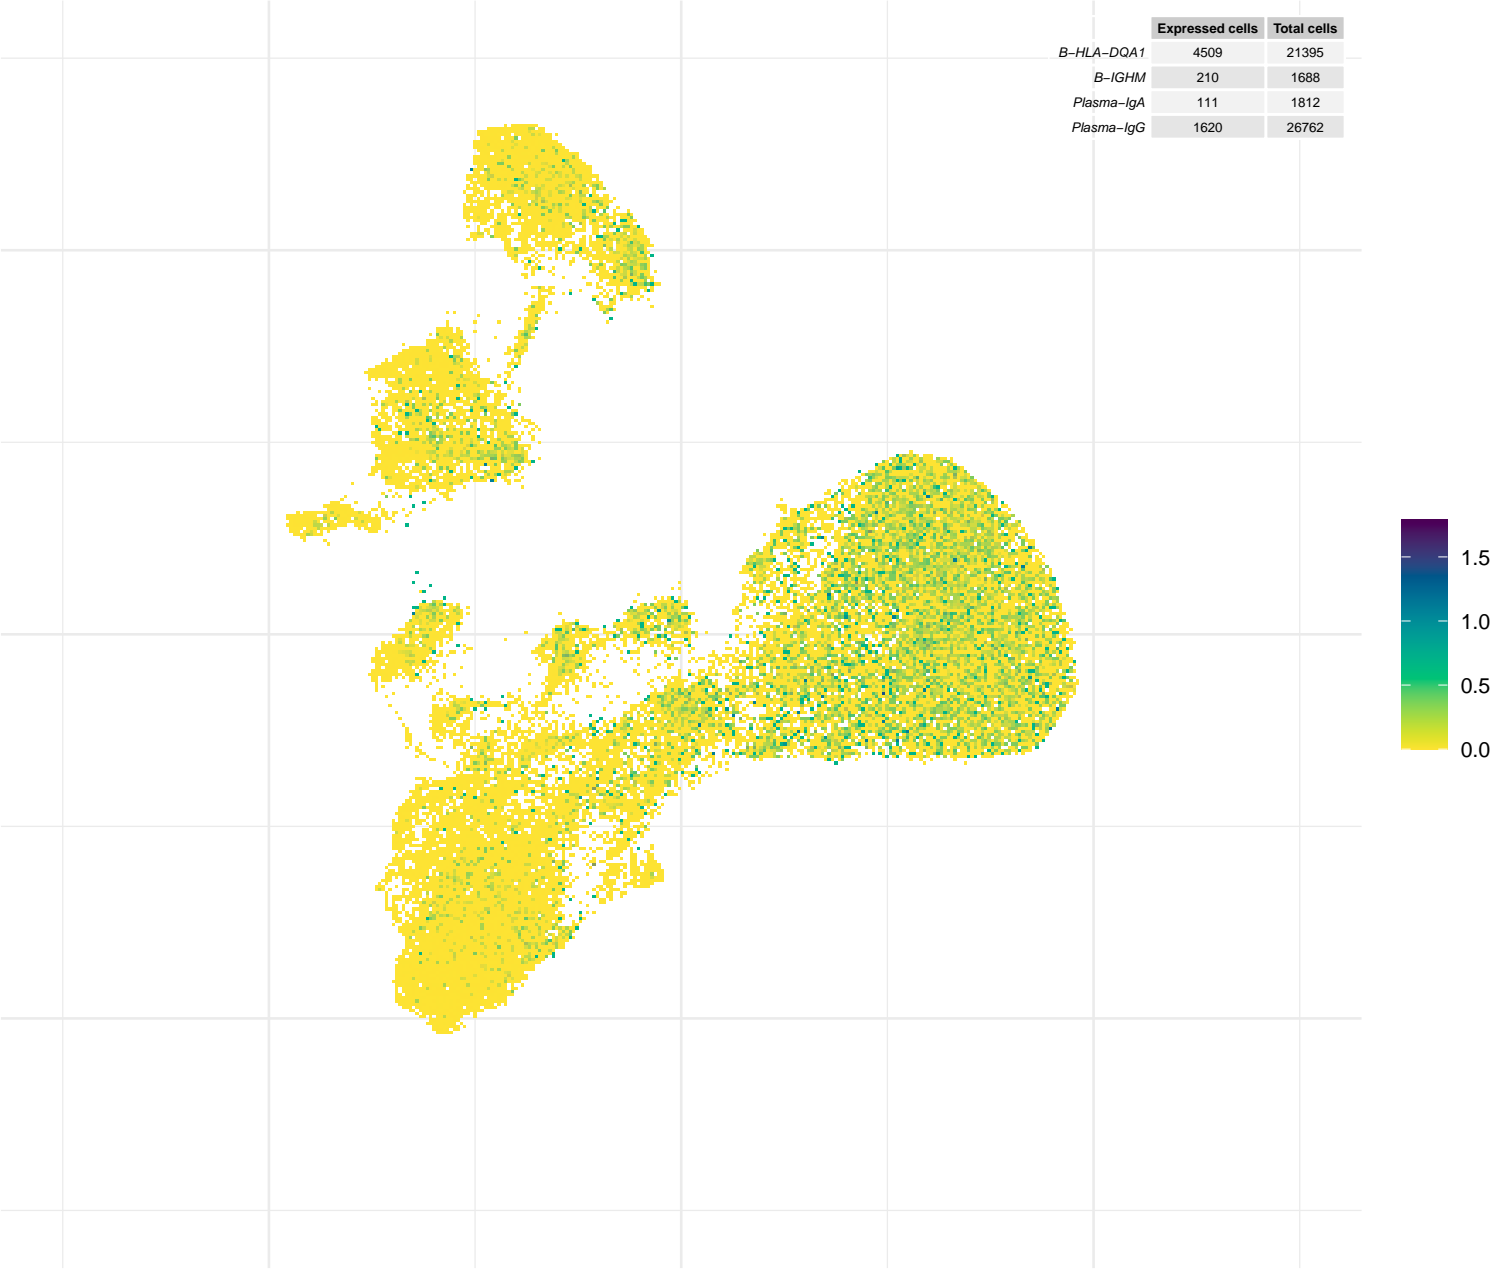 Expressed cells Total cells
B−HLA−DQA1 4509 21395
B−IGHM 210 1688
Plasma−IgA 111 1812
Plasma−IgG 1620 26762
1.5
1.0
0.5
0.0